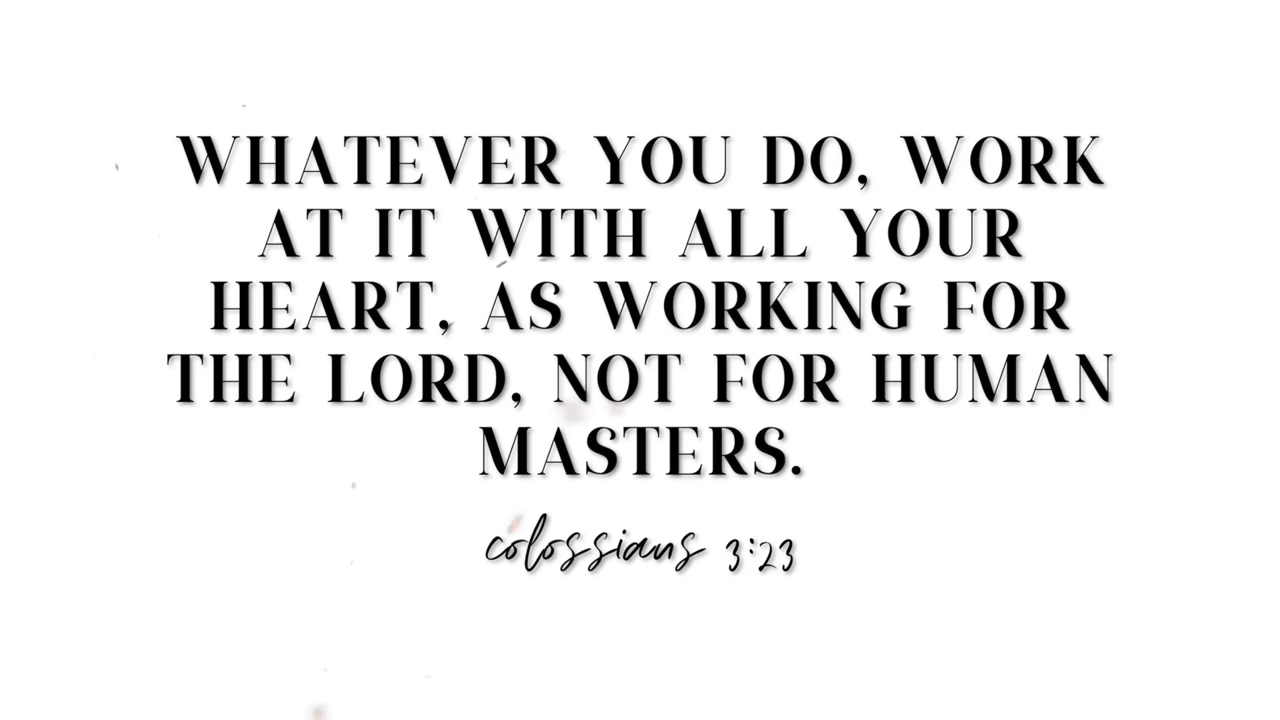 WHATEVER YOU DO, WORK
AT IT WITH ALL YOUR
HEART, AS WORKING FOR
THE LORD, NOT FOR HUMAN
MASTERS.
colossians 3:23